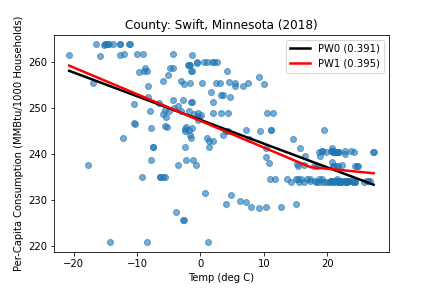 County: Swift, Minnesota (2018)
Per-Capita Consumption (MMBtu/1000 Households)
260
250
240
230
220
PW0 (0.391)
PW1 (0.395)
−20 −10 0 10 20
Temp (deg C)